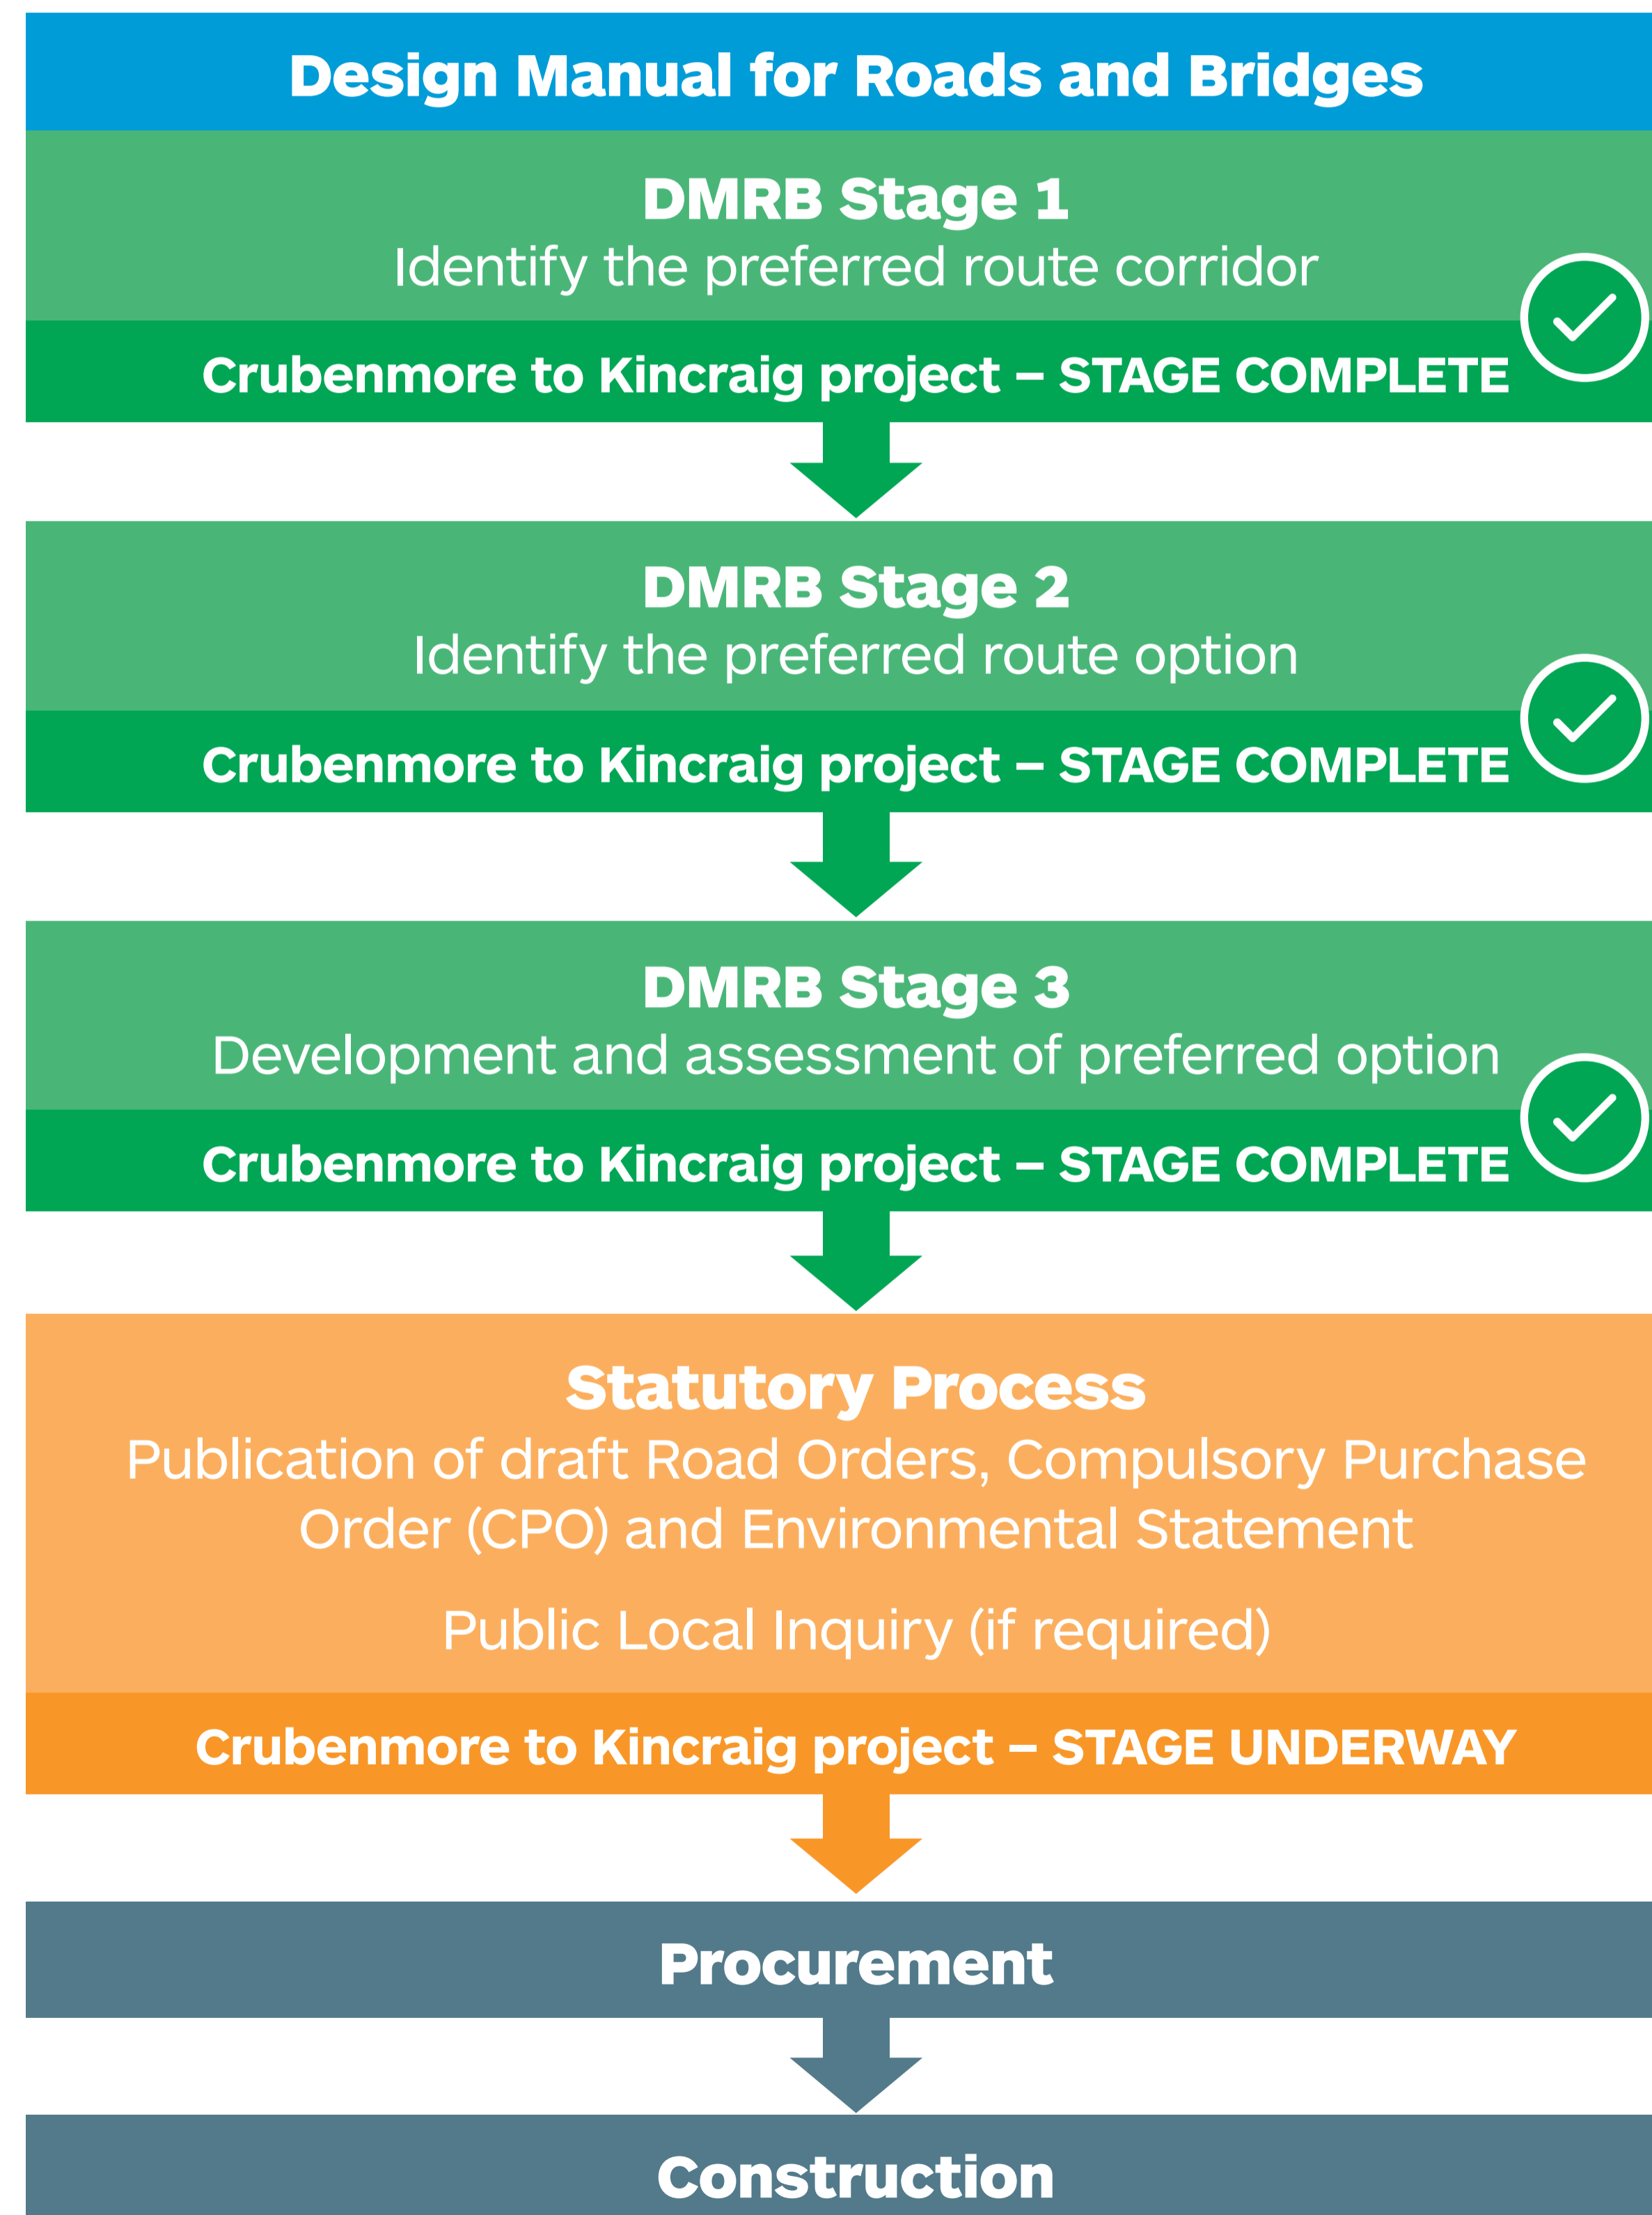 Design Manual for Roads and Bridges
DMRB Stage 1
Identify the preferred route corridor
Crubenmore to Kincraig project – STAGE COMPLETE
DMRB Stage 2
Identify the preferred route option
Crubenmore to Kincraig project – STAGE COMPLETE
DMRB Stage 3
Development and assessment of preferred option
Crubenmore to Kincraig project – STAGE COMPLETE
Statutory Process
Publication of draft Road Orders, Compulsory Purchase
Order (CPO) and Environmental Statement
Public Local Inquiry (if required)
Crubenmore to Kincraig project – STAGE UNDERWAY
Procurement
Construction